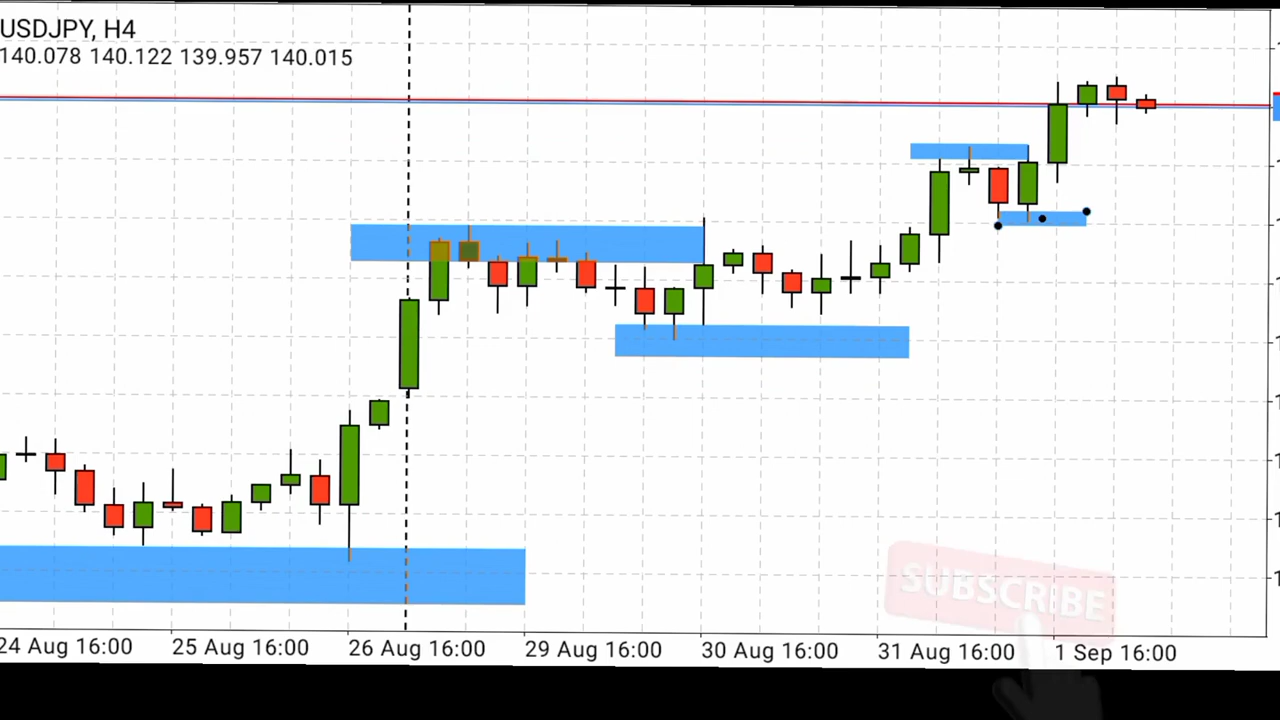 USDJPY, H4
140.078 140.122 139.957 140.015
24 Aug 16:00 25 Aug 16:00 26 Aug 16:00 29 Aug 16:00 30 Aug 16:00 31 Aug 16:00 1 Sep 16:00
SUBSCRIBE